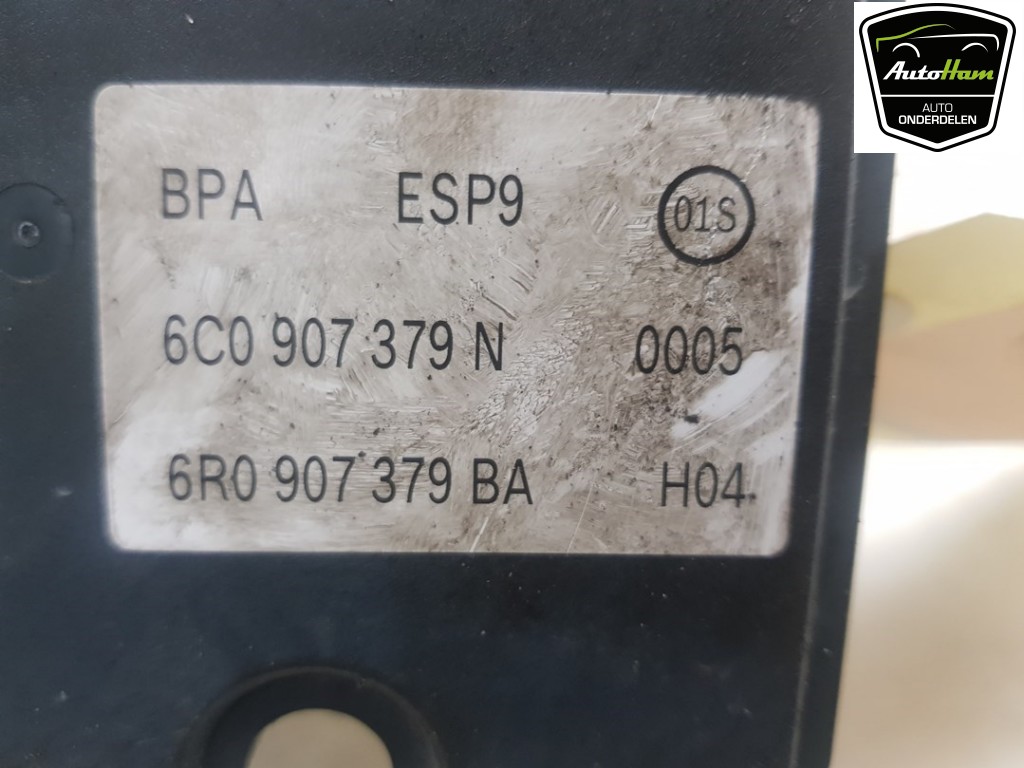 AutoHam
AUTO
ONDERDELEN
BPA ESP9 01S
6C0 907 379 N 0005
6R0 907 379 BA H04